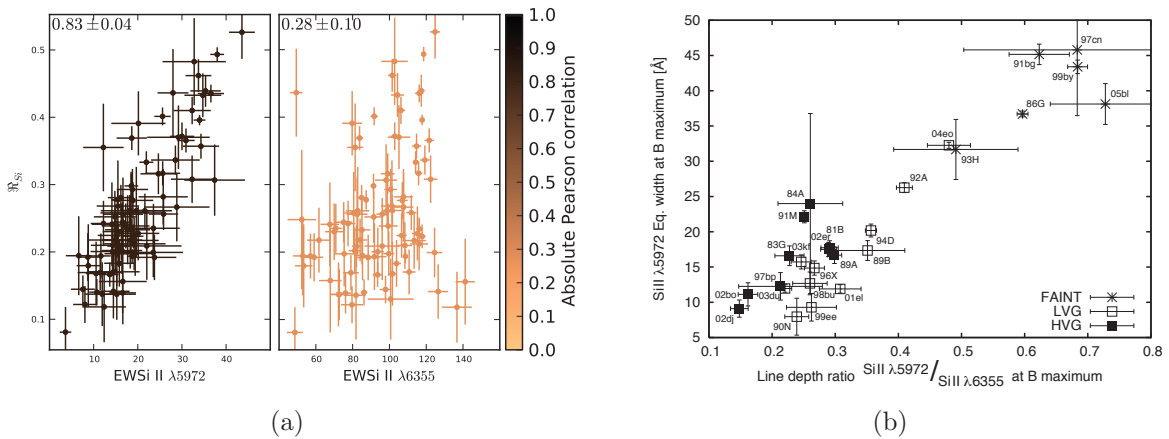 0.83±0.04
0.28±0.10
ℜSi
0.5
0.4
0.3
0.2
0.1
10 20 30 40
EWSi II λ5972
60 80 100 120 140
EWSi II λ6355
1.0
0.9
0.8
0.7
0.6
0.5
0.4
0.3
0.2
0.1
0.0
Absolute Pearson correlation
(a)
SiII λ5972 Eq. width at B maximum [Å]
50
45
40
35
30
25
20
15
10
5
97cn
91bg
99by
05bl
86G
04eo
93H
92A
84A
91M
81B
02er
94D
83G
03kf
89A
89B
96X
97bp
02bo
03du
98bu
01el
02dj
99ee
90N
FAINT
LVG
HVG
0.1 0.2 0.3 0.4 0.5 0.6 0.7 0.8
Line depth ratio SiII λ5972/SiII λ6355 at B maximum
(b)